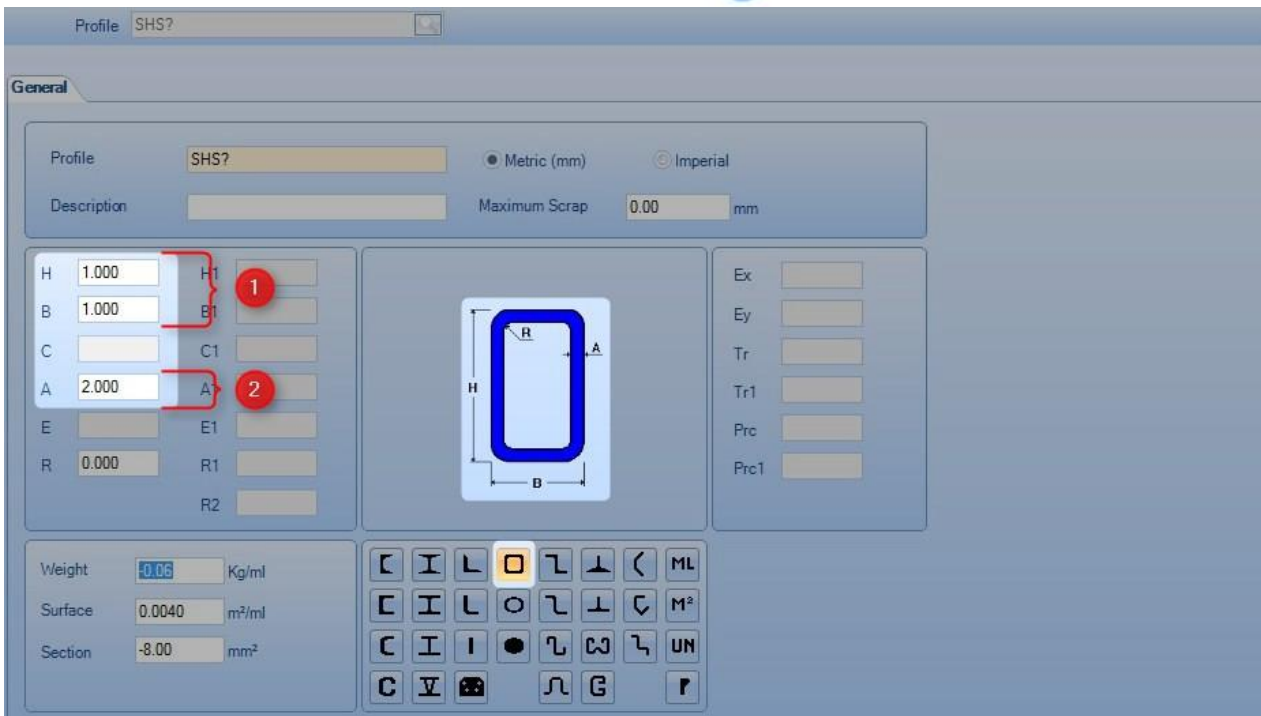 Profile SHS?
General
Profile SHS? Metric (mm) Imperial
Description Maximum Scrap 0.00 mm
H 1.000 H1
B 1.000 B1
C C1
A 2.000 A1
E E1
R 0.000 R1
R2
1
2
R
A
H
B
Ex
Ey
Tr
Tr1
Prc
Prc1
Weight -0.06 Kg/ml
Surface 0.0040 m²/ml
Section -8.00 mm²
ML
M²
UN